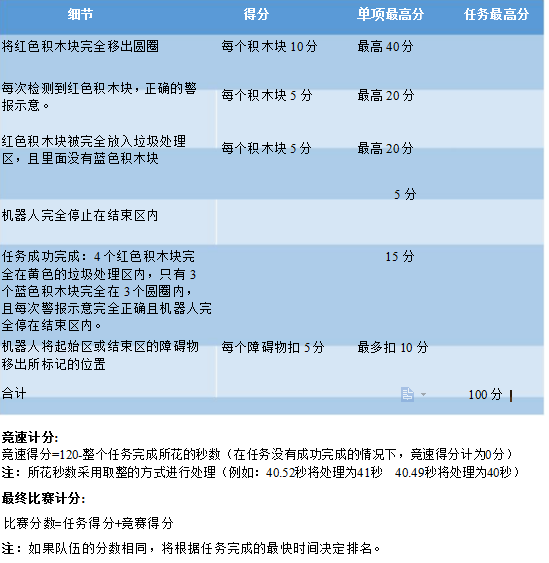 细节 得分 单项最高分 任务最高分
将红色积木块完全移出圆圈 每个积木块 10 分 最高 40 分
每次检测到红色积木块，正确的警
报示意。
每个积木块 5 分 最高 20 分
红色积木块被完全放入垃圾处理
区，且里面没有蓝色积木块
每个积木块 5 分 最高 20 分
5 分
机器人完全停止在结束区内
任务成功完成：4 个红色积木块完 15 分
全在黄色的垃圾处理区内，只有 3
个蓝色积木块完全在 3 个圆圈内，
且每次警报示意完全正确且机器人完
全停在结束区内。
机器人将起始区或结束区的障碍物 每个障碍物扣 5 分 最多扣 10 分
移出所标记的位置
合计 100 分
竞速计分:
竞速得分=120-整个任务完成所花的秒数（在任务没有成功完成的情况下，竞速得分计为0分）
注：所花秒数采用取整的方式进行处理（例如：40.52秒将处理为41秒 40.49秒将处理为40秒）
最终比赛计分:
比赛分数=任务得分+竞赛得分
注：如果队伍的分数相同，将根据任务完成的最快时间决定排名。